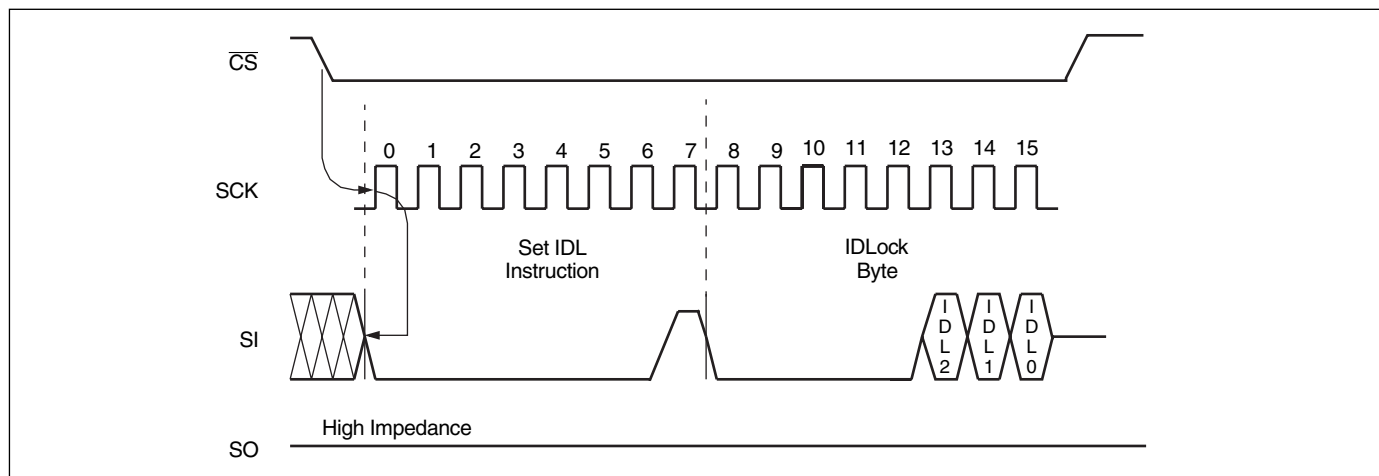 C̅S̅
0 1 2 3 4 5 6 7 8 9 10 11 12 13 14 15
SCK
Set IDL
Instruction
IDLock
Byte
SI
IDL2
IDL1
IDL0
High Impedance
SO